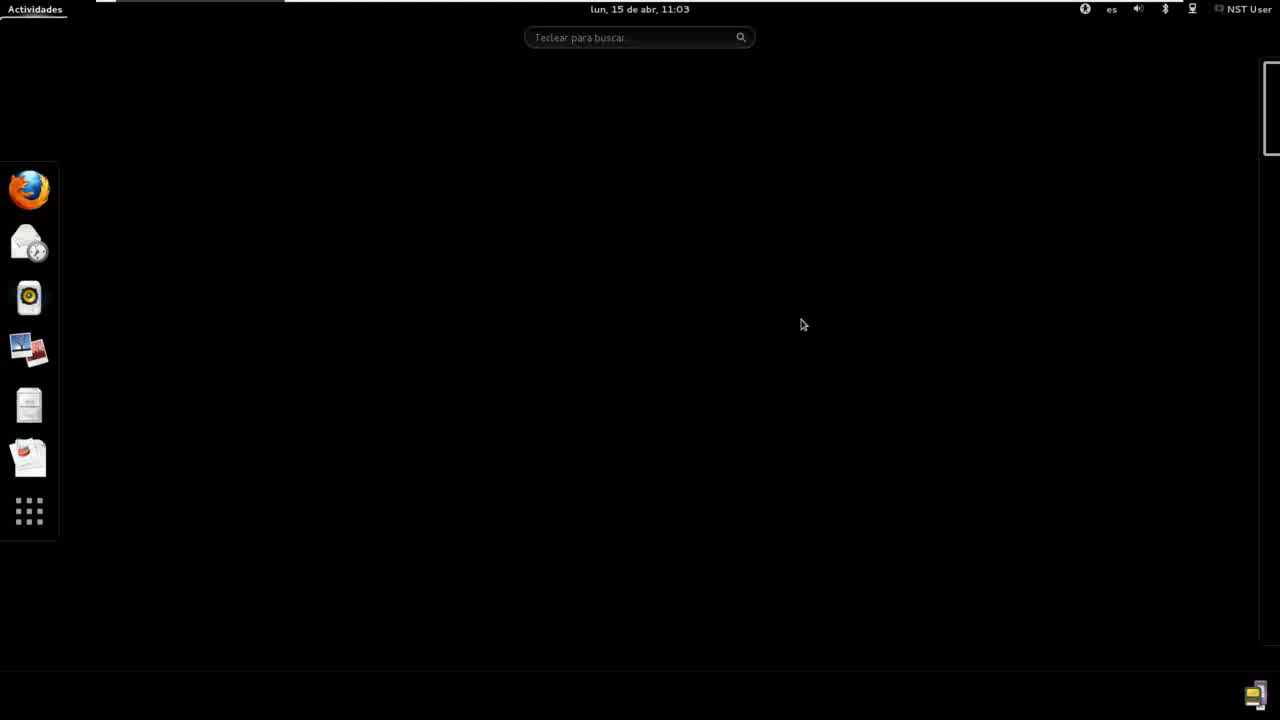 Actividades
lun, 15 de abr, 11:03
es
NST User
Teclear para buscar...